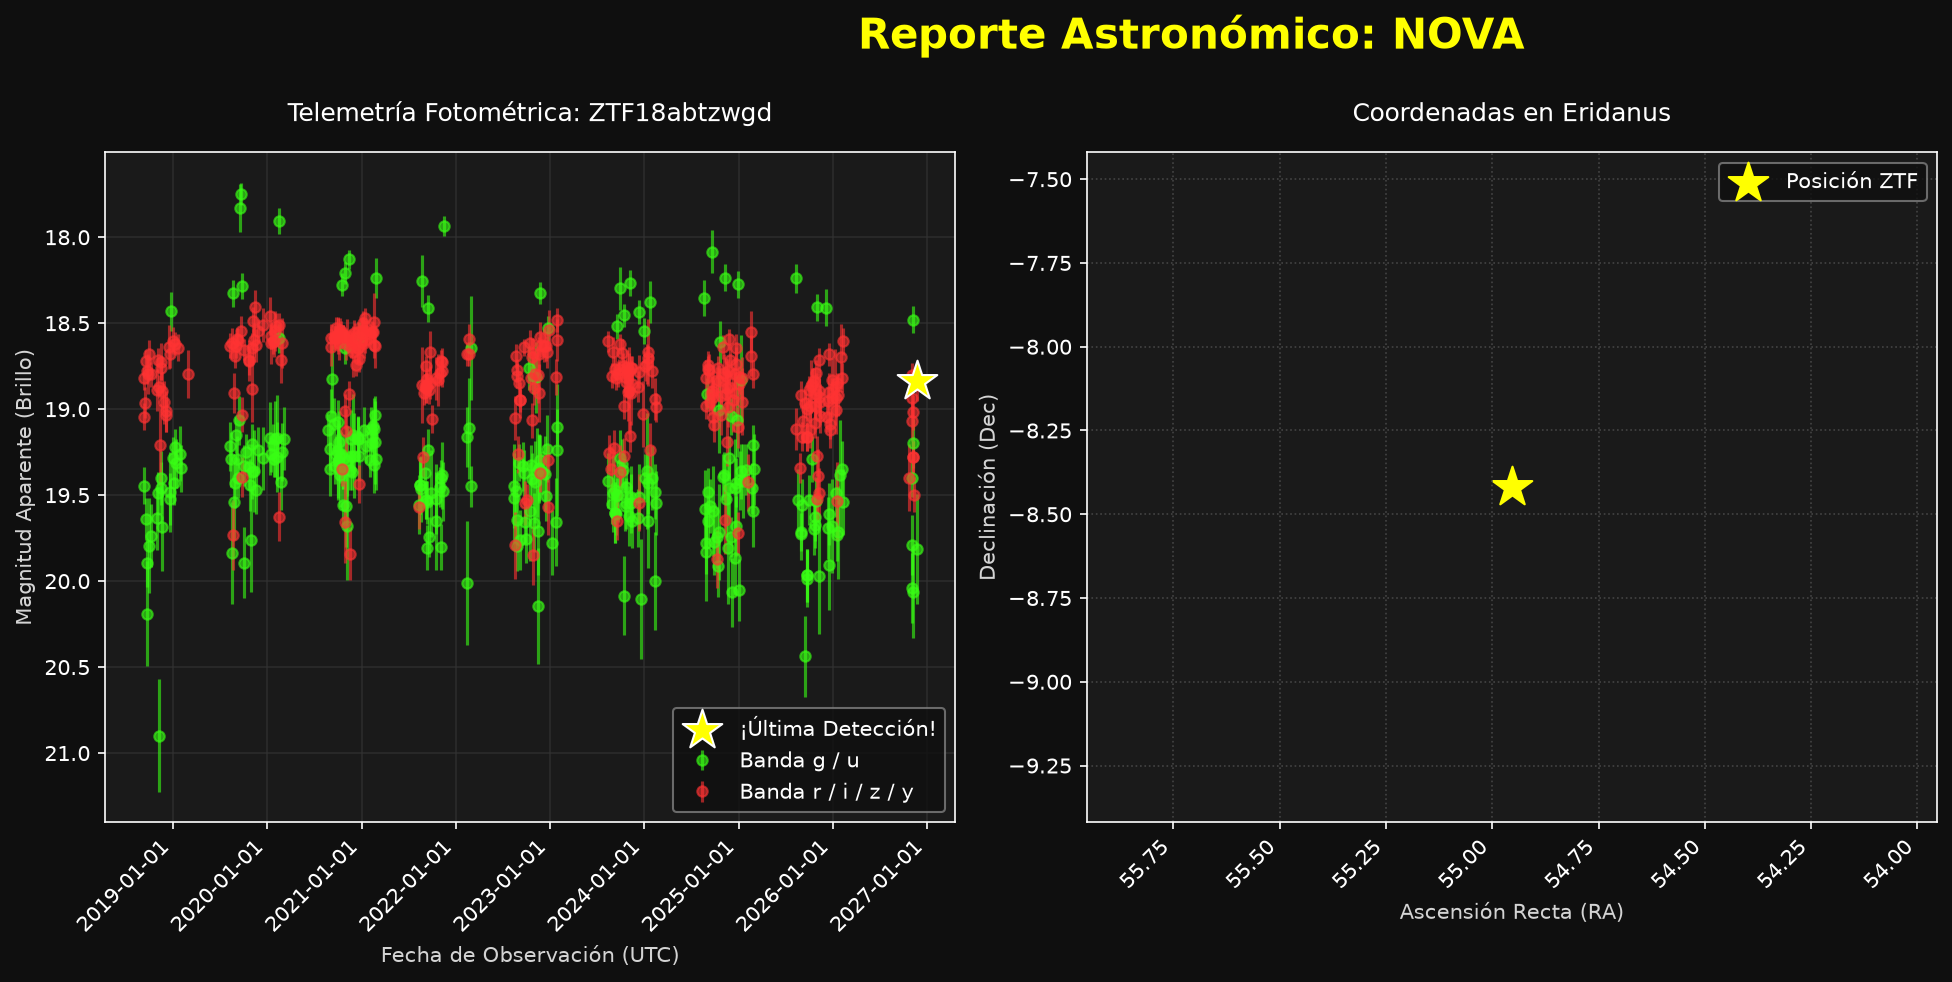 Reporte Astronómico: NOVA
Telemetría Fotométrica: ZTF18abtzwgd
Magnitud Aparente (Brillo)
18.0
18.5
19.0
19.5
20.0
20.5
21.0
¡Última Detección!
Banda g / u
Banda r / i / z / y
2019-01-01
2020-01-01
2021-01-01
2022-01-01
2023-01-01
2024-01-01
2025-01-01
2026-01-01
2027-01-01
Fecha de Observación (UTC)
Coordenadas en Eridanus
Declinación (Dec)
−7.50
−7.75
−8.00
−8.25
−8.50
−8.75
−9.00
−9.25
Posición ZTF
55.75
55.50
55.25
55.00
54.75
54.50
54.25
54.00
Ascensión Recta (RA)